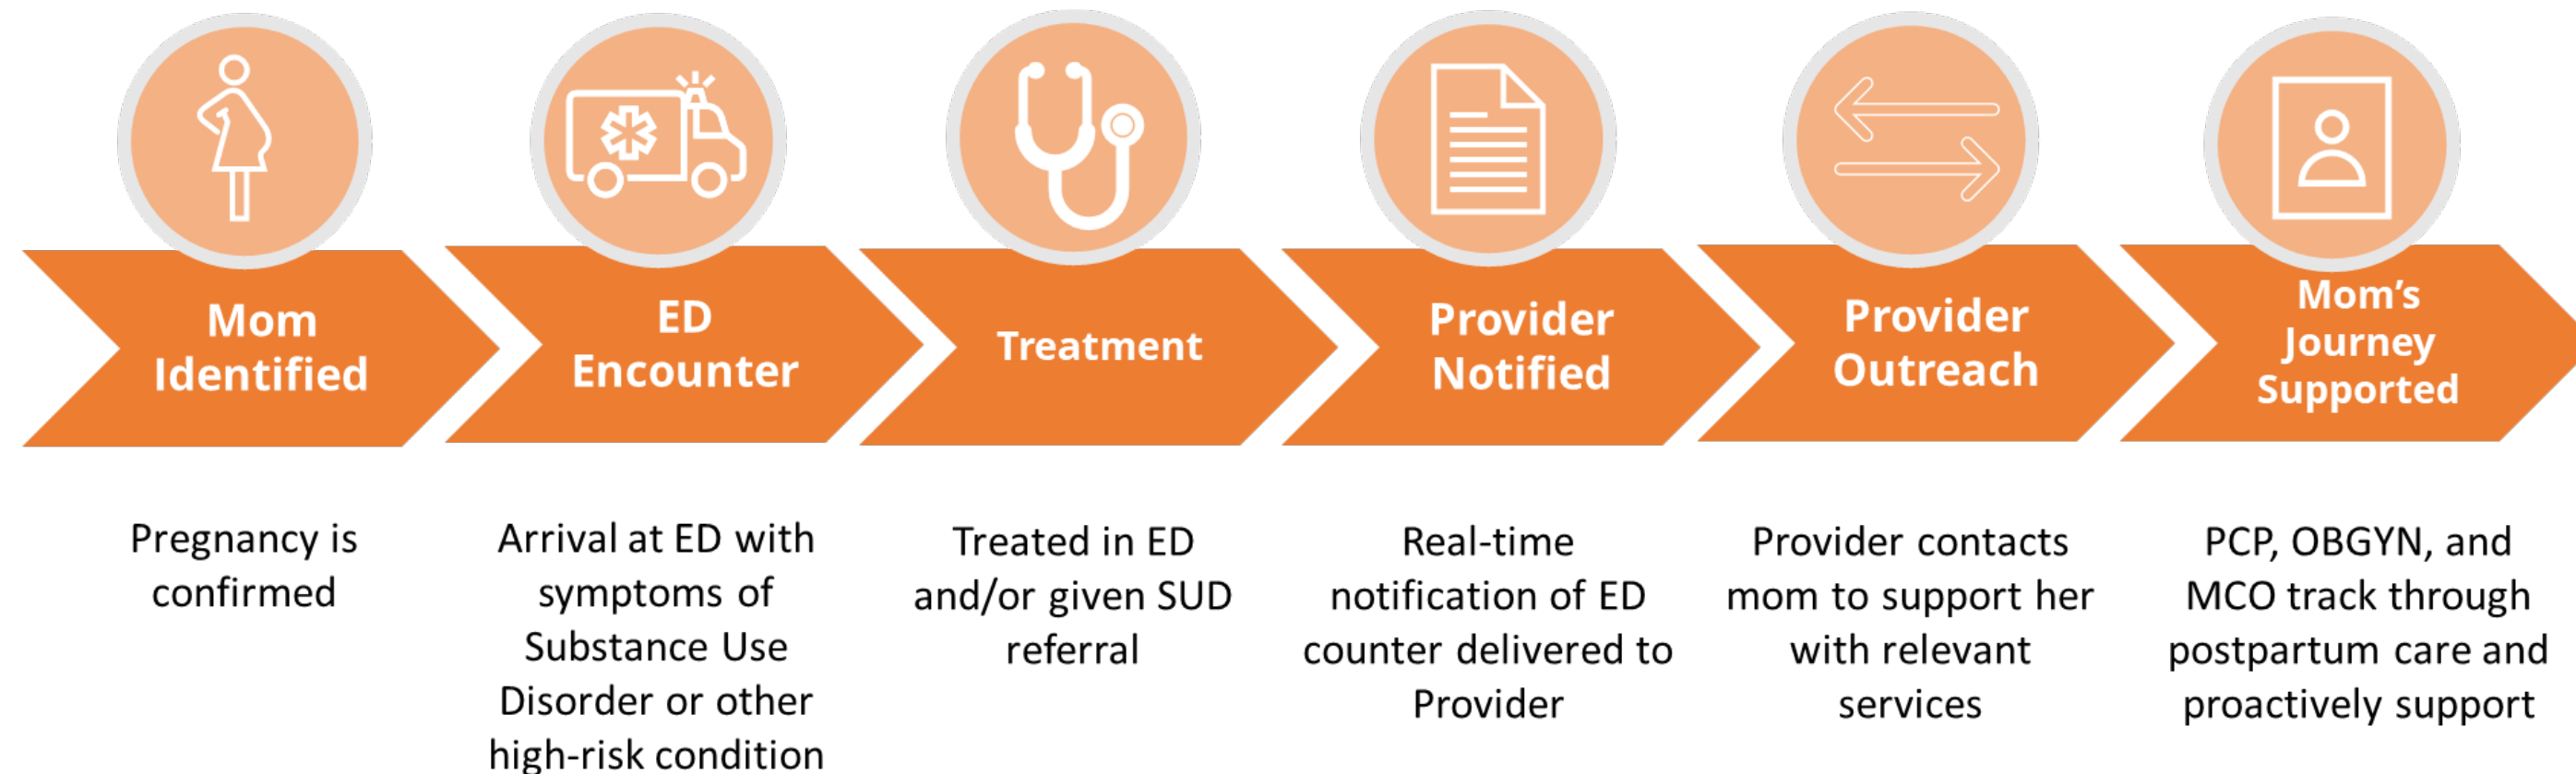 Mom
Identified
ED
Encounter
Treatment
Provider
Notified
Provider
Outreach
Mom's
Journey
Supported
Pregnancy is
confirmed
Arrival at ED with
symptoms of
Substance Use
Disorder or other
high-risk condition
Treated in ED
and/or given SUD
referral
Real-time
notification of ED
counter delivered to
Provider
Provider contacts
mom to support her
with relevant
services
PCP, OBGYN, and
MCO track through
postpartum care and
proactively support